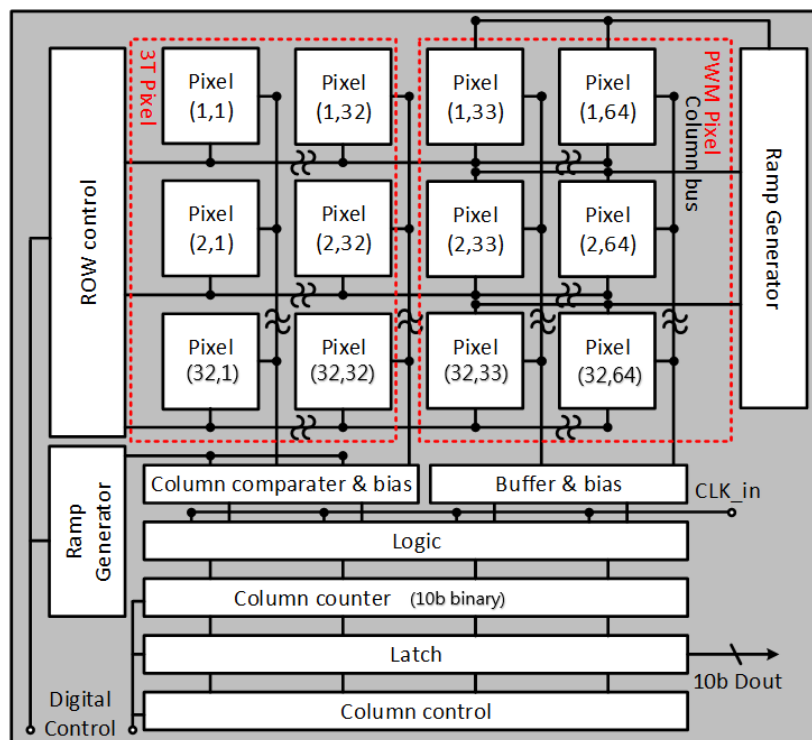 3T Pixel
PWM Pixel
Column bus
ROW control
Ramp Generator
Pixel
(1,1)
Pixel
(1,32)
Pixel
(1,33)
Pixel
(1,64)
Pixel
(2,1)
Pixel
(2,32)
Pixel
(2,33)
Pixel
(2,64)
Pixel
(32,1)
Pixel
(32,32)
Pixel
(32,33)
Pixel
(32,64)
Ramp
Generator
Column comparater & bias
Buffer & bias
CLK_in
Logic
Column counter (10b binary)
Latch
10b Dout
Digital
Control
Column control